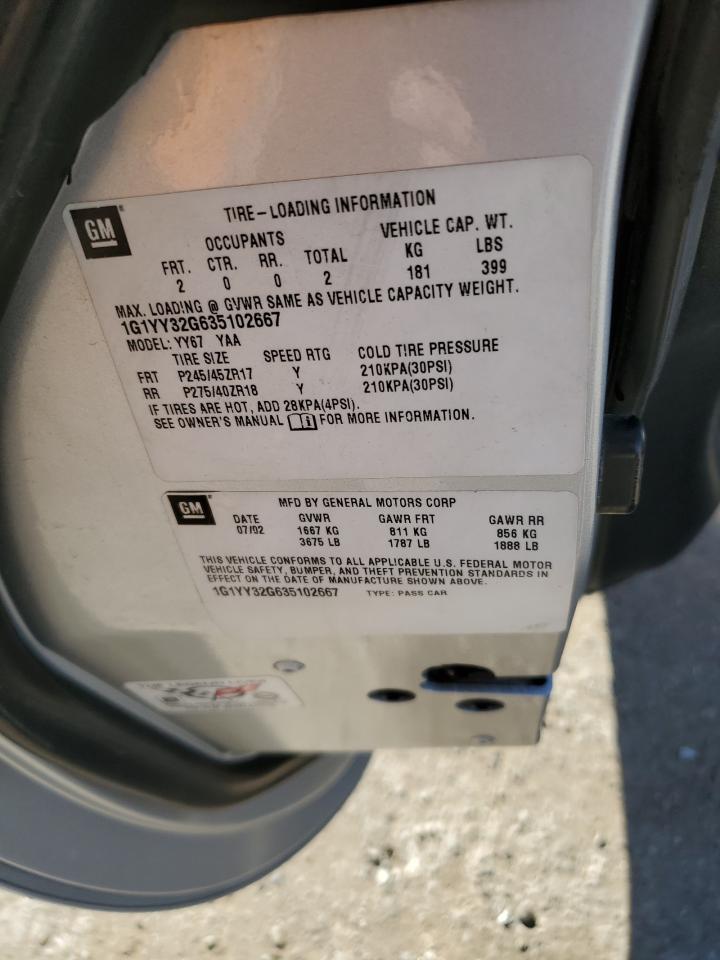 GM
TIRE-LOADING INFORMATION
OCCUPANTS VEHICLE CAP. WT.
FRT. CTR. RR. TOTAL KG LBS
2 0 0 2 181 399
MAX. LOADING @ GVWR SAME AS VEHICLE CAPACITY WEIGHT.
1G1YY32G635102667
MODEL: YY67 YAA
TIRE SIZE SPEED RTG COLD TIRE PRESSURE
FRT P245/45ZR17 Y 210KPA(30PSI)
RR P275/40ZR18 Y 210KPA(30PSI)
IF TIRES ARE HOT, ADD 28KPA(4PSI).
SEE OWNER'S MANUAL FOR MORE INFORMATION.
GM
MFD BY GENERAL MOTORS CORP
DATE GVWR GAWR FRT GAWR RR
07/02 1667 KG 811 KG 856 KG
3675 LB 1787 LB 1888 LB
THIS VEHICLE CONFORMS TO ALL APPLICABLE U.S. FEDERAL MOTOR
VEHICLE SAFETY, BUMPER, AND THEFT PREVENTION STANDARDS IN
EFFECT ON THE DATE OF MANUFACTURE SHOWN ABOVE.
1G1YY32G635102667 TYPE: PASS CAR